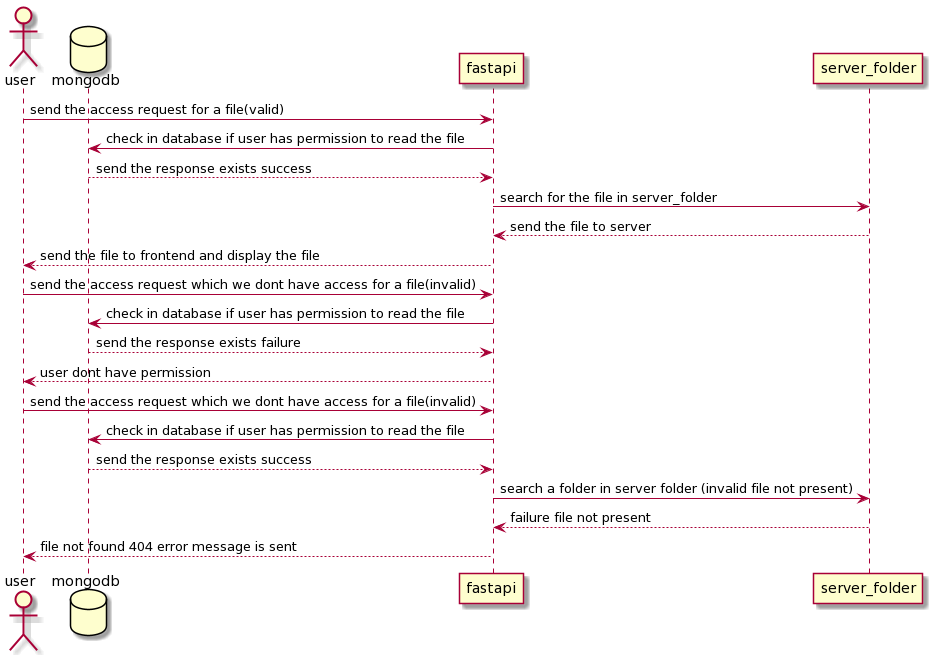 user
mongodb
fastapi
server_folder
send the access request for a file(valid)
check in database if user has permission to read the file
send the response exists success
search for the file in server_folder
send the file to server
send the file to frontend and display the file
send the access request which we dont have access for a file(invalid)
check in database if user has permission to read the file
send the response exists failure
user dont have permission
send the access request which we dont have access for a file(invalid)
check in database if user has permission to read the file
send the response exists success
search a folder in server folder (invalid file not present)
failure file not present
file not found 404 error message is sent
user
mongodb
fastapi
server_folder